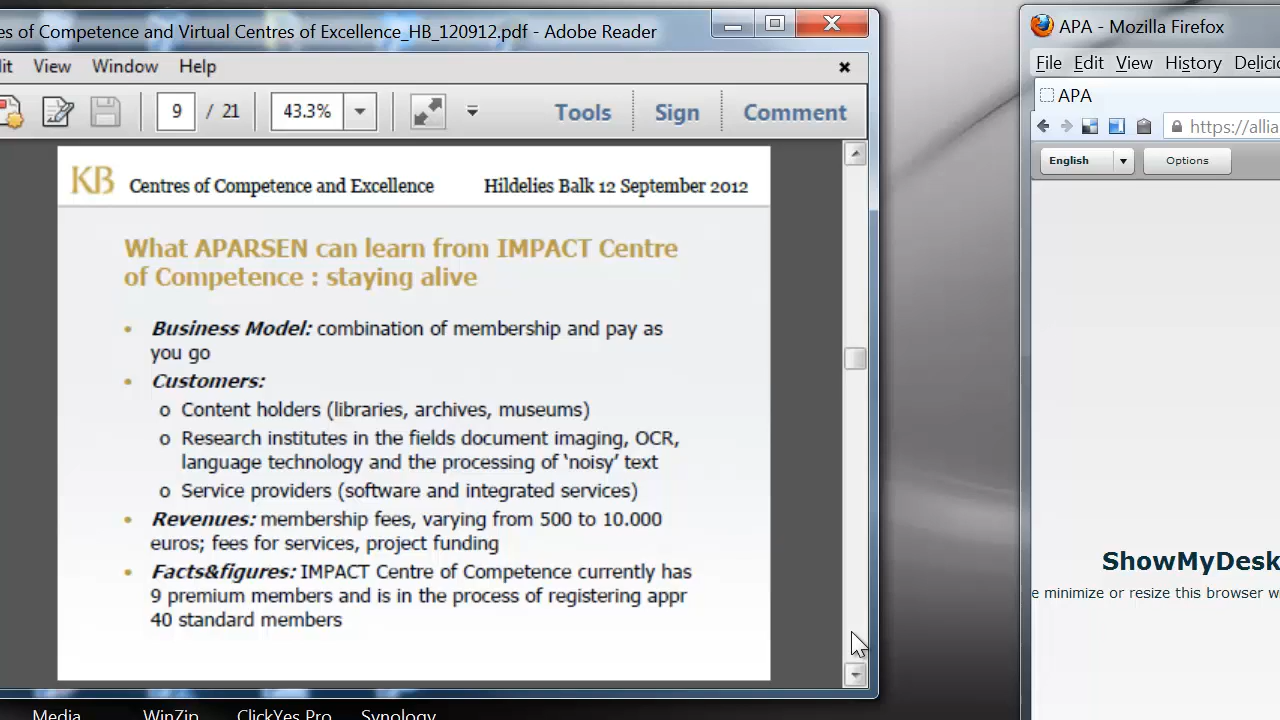 es of Competence and Virtual Centres of Excellence_HB_120912.pdf - Adobe Reader
dit View Window Help
9 / 21 43.3% Tools Sign Comment
KB Centres of Competence and Excellence Hildelies Balk 12 September 2012
What APARSEN can learn from IMPACT Centre
of Competence : staying alive
• Business Model: combination of membership and pay as
you go
• Customers:
o Content holders (libraries, archives, museums)
o Research institutes in the fields document imaging, OCR,
language technology and the processing of ‘noisy’ text
o Service providers (software and integrated services)
• Revenues: membership fees, varying from 500 to 10.000
euros; fees for services, project funding
• Facts&figures: IMPACT Centre of Competence currently has
9 premium members and is in the process of registering appr
40 standard members
APA - Mozilla Firefox
File Edit View History Delicio
APA
https://allia
English Options
ShowMyDesk
e minimize or resize this browser w
Media WinZip ClickYes Pro Synology